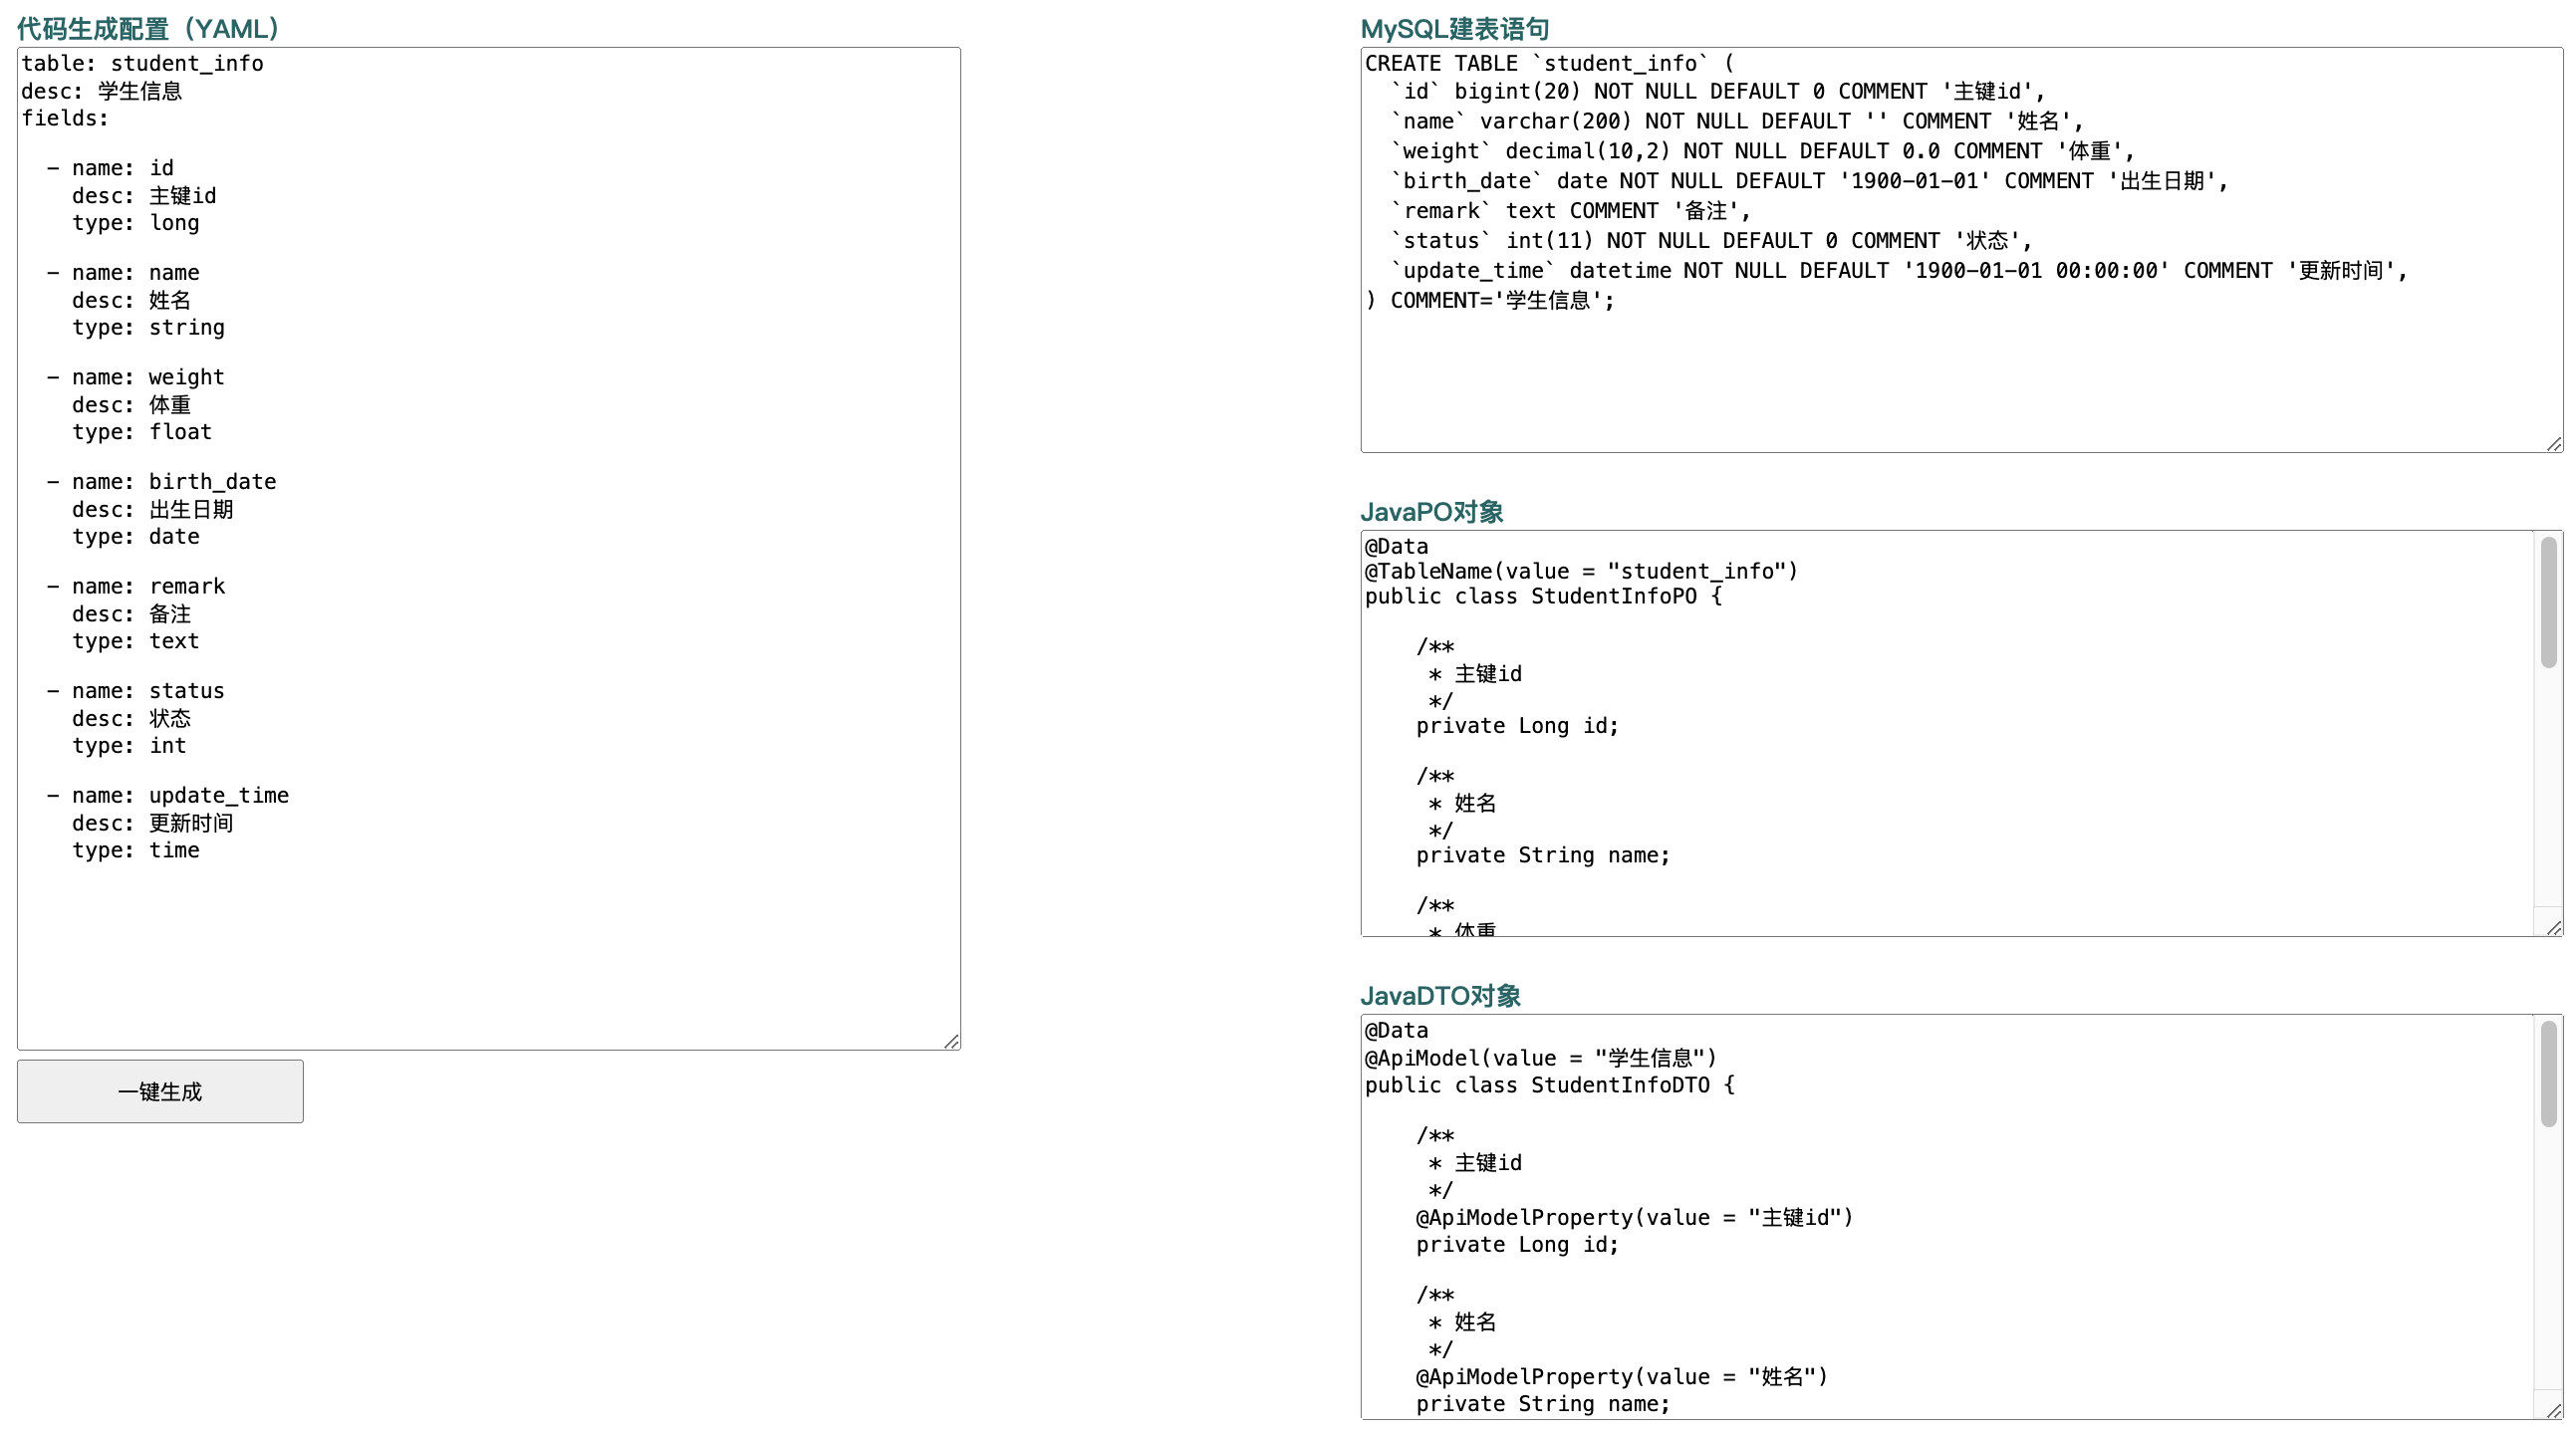 代码生成配置（YAML）
table: student_info
desc: 学生信息
fields:
  - name: id
    desc: 主键id
    type: long
  - name: name
    desc: 姓名
    type: string
  - name: weight
    desc: 体重
    type: float
  - name: birth_date
    desc: 出生日期
    type: date
  - name: remark
    desc: 备注
    type: text
  - name: status
    desc: 状态
    type: int
  - name: update_time
    desc: 更新时间
    type: time
一键生成
MySQL建表语句
CREATE TABLE `student_info` (
  `id` bigint(20) NOT NULL DEFAULT 0 COMMENT '主键id',
  `name` varchar(200) NOT NULL DEFAULT '' COMMENT '姓名',
  `weight` decimal(10,2) NOT NULL DEFAULT 0.0 COMMENT '体重',
  `birth_date` date NOT NULL DEFAULT '1900-01-01' COMMENT '出生日期',
  `remark` text COMMENT '备注',
  `status` int(11) NOT NULL DEFAULT 0 COMMENT '状态',
  `update_time` datetime NOT NULL DEFAULT '1900-01-01 00:00:00' COMMENT '更新时间',
) COMMENT='学生信息';
JavaPO对象
@Data
@TableName(value = "student_info")
public class StudentInfoPO {
    /**
     * 主键id
     */
    private Long id;
    /**
     * 姓名
     */
    private String name;
    /**
     * 体重
JavaDTO对象
@Data
@ApiModel(value = "学生信息")
public class StudentInfoDTO {
    /**
     * 主键id
     */
    @ApiModelProperty(value = "主键id")
    private Long id;
    /**
     * 姓名
     */
    @ApiModelProperty(value = "姓名")
    private String name;